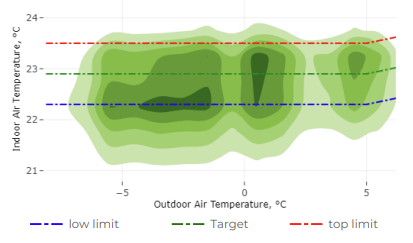 24
23
22
21
Indoor Air Temperature, °C
−5
0
5
Outdoor Air Temperature, °C
low limit
Target
top limit